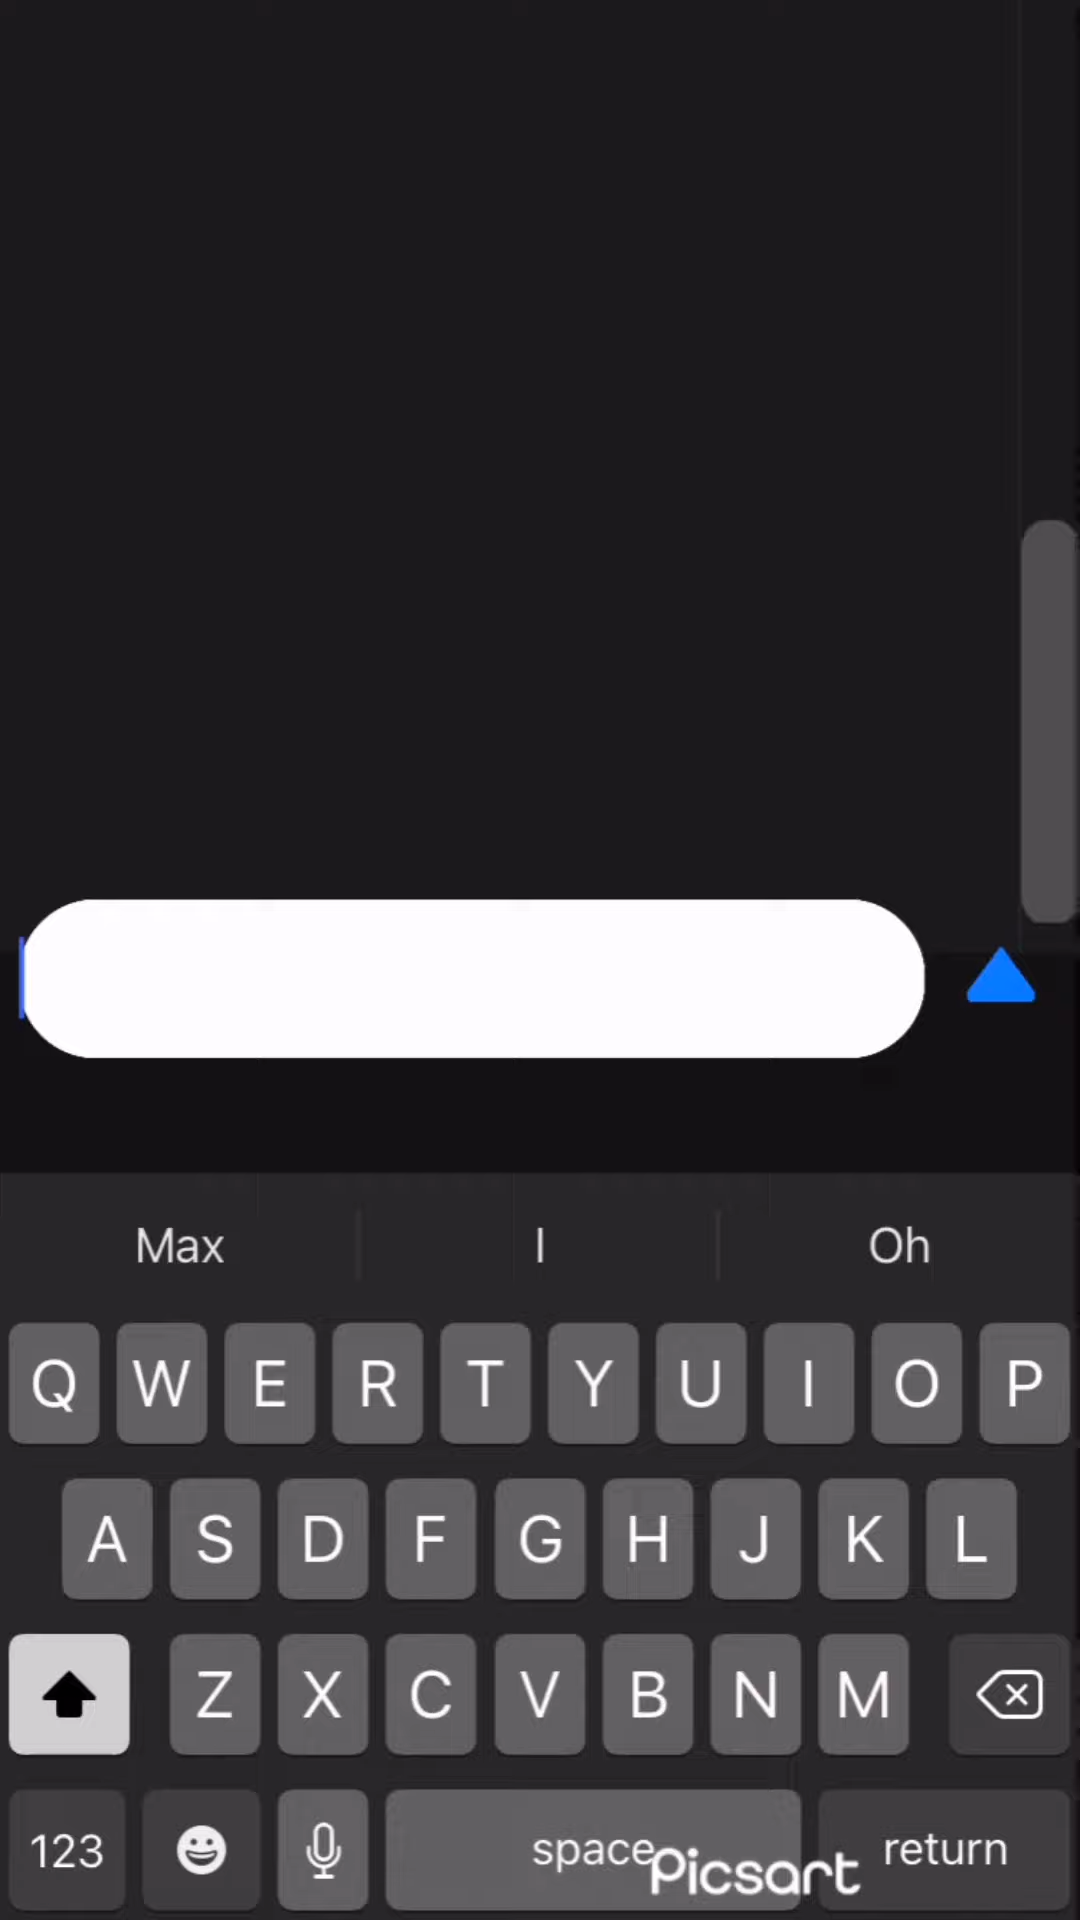 Max I Oh
Q W E R T Y U I O P
A S D F G H J K L
Z X C V B N M
123 space return
Picsart